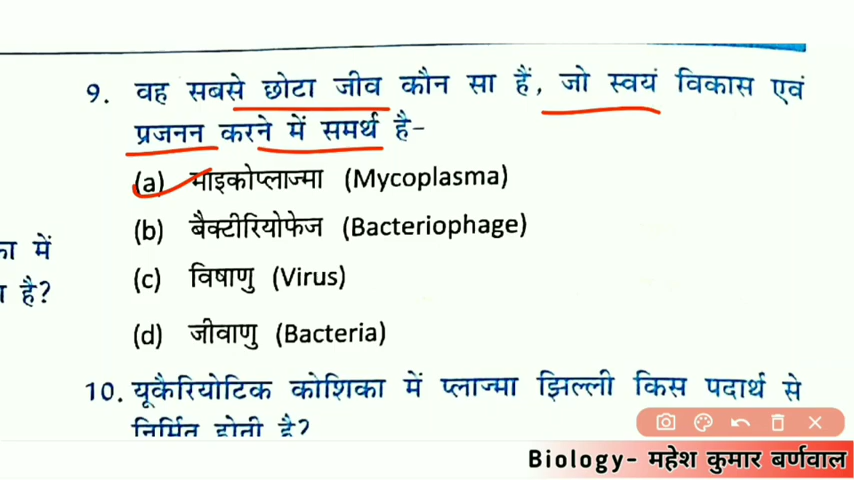 9. वह सबसे छोटा जीव कौन सा हैं, जो स्वयं विकास एवं
प्रजनन करने में समर्थ है-
(a) माइकोप्लाज्मा (Mycoplasma)
(b) बैक्टीरियोफेज (Bacteriophage)
का में
(c) विषाणु (Virus)
है?
(d) जीवाणु (Bacteria)
10. यूकैरियोटिक कोशिका में प्लाज्मा झिल्ली किस पदार्थ से
निर्मित होती है?
Biology- महेश कुमार बर्णवाल